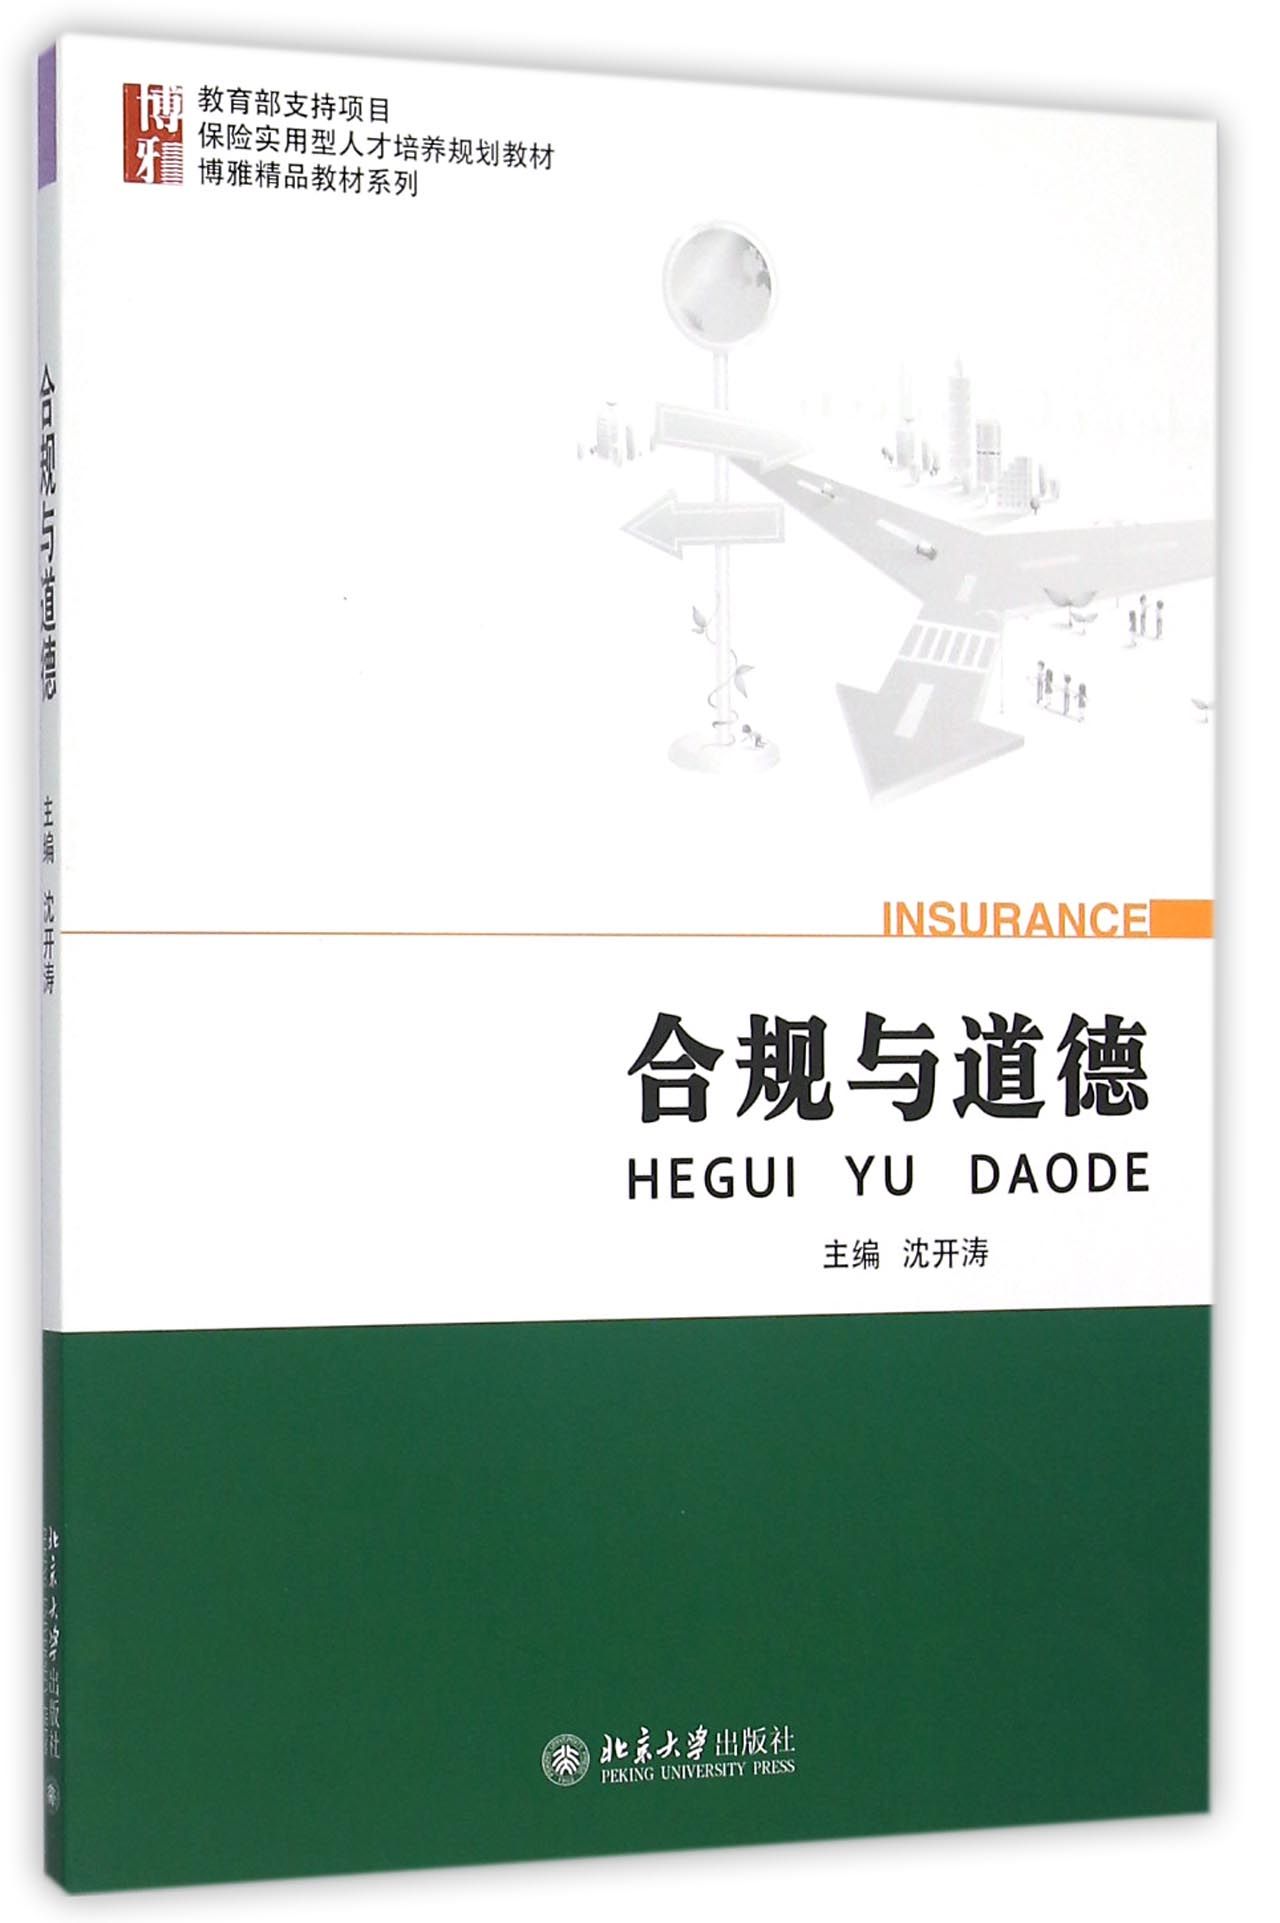 博雅
教育部支持项目
保险实用型人才培养规划教材
博雅精品教材系列
INSURANCE
合规与道德
HEGUI YU DAODE
主编 沈开涛
北京大学出版社
PEKING UNIVERSITY PRESS
合规与道德 主编 沈开涛 北京大学出版社